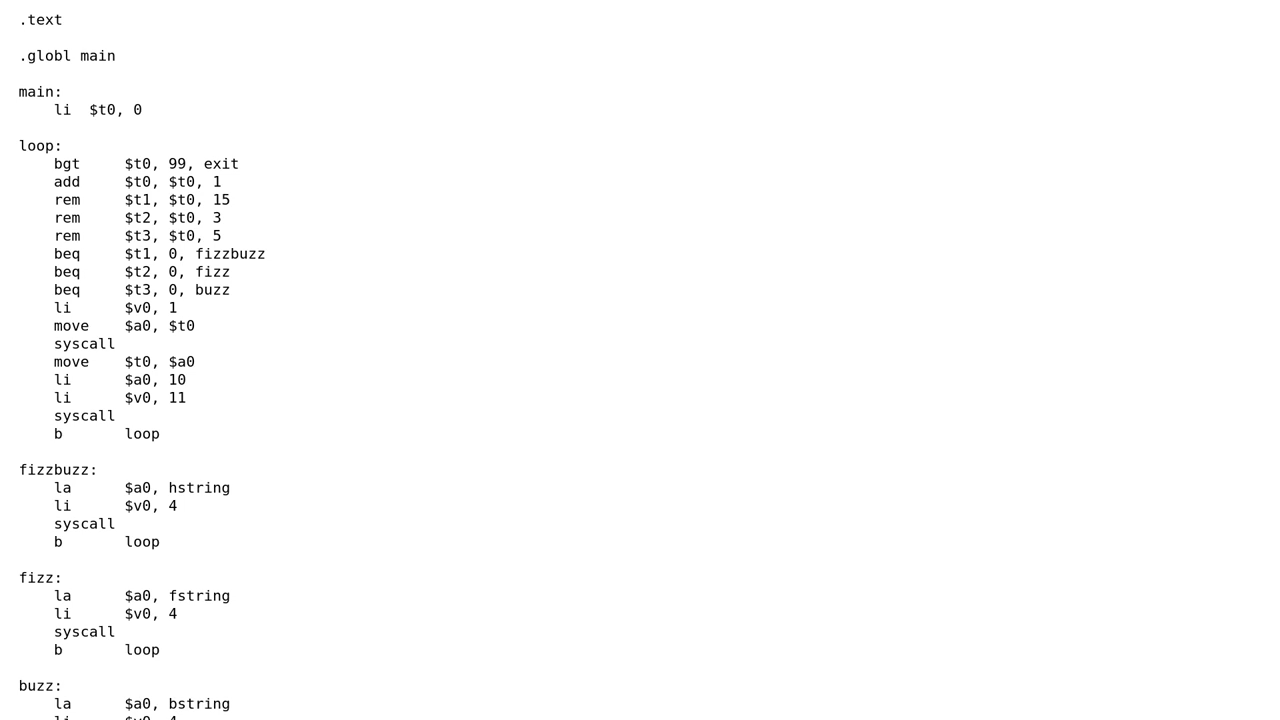 .text

.globl main

main:
    li  $t0, 0

loop:
    bgt     $t0, 99, exit
    add     $t0, $t0, 1
    rem     $t1, $t0, 15
    rem     $t2, $t0, 3
    rem     $t3, $t0, 5
    beq     $t1, 0, fizzbuzz
    beq     $t2, 0, fizz
    beq     $t3, 0, buzz
    li      $v0, 1
    move    $a0, $t0
    syscall
    move    $t0, $a0
    li      $a0, 10
    li      $v0, 11
    syscall
    b       loop

fizzbuzz:
    la      $a0, hstring
    li      $v0, 4
    syscall
    b       loop

fizz:
    la      $a0, fstring
    li      $v0, 4
    syscall
    b       loop

buzz:
    la      $a0, bstring
    li      $v0, 4